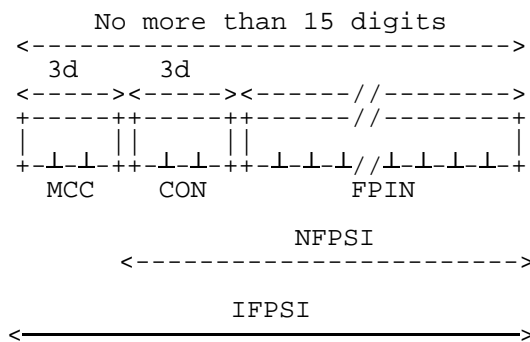 No more than 15 digits
3d 3d
MCC CON FPIN
NFPSI
IFPSI